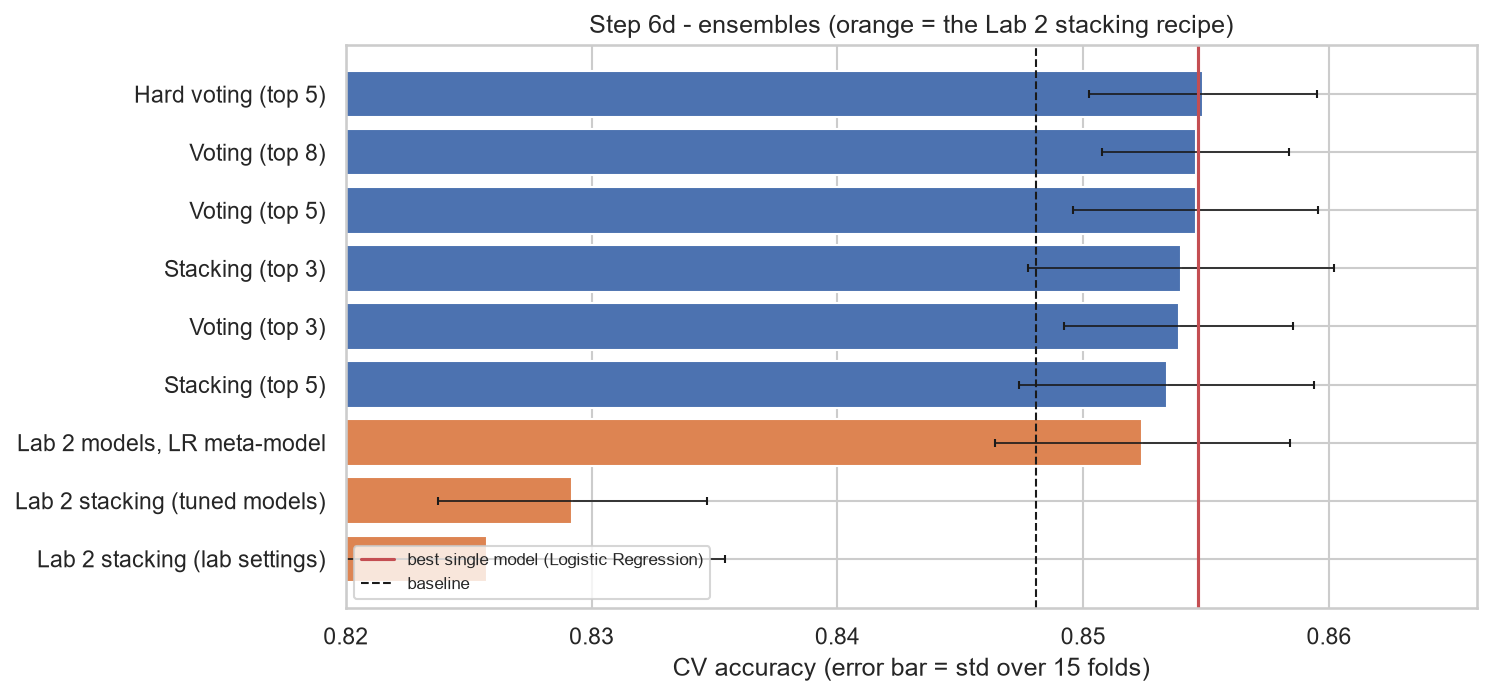 Step 6d - ensembles (orange = the Lab 2 stacking recipe)
Hard voting (top 5)
Voting (top 8)
Voting (top 5)
Stacking (top 3)
Voting (top 3)
Stacking (top 5)
Lab 2 models, LR meta-model
Lab 2 stacking (tuned models)
Lab 2 stacking (lab settings)
best single model (Logistic Regression)
baseline
0.82 0.83 0.84 0.85 0.86
CV accuracy (error bar = std over 15 folds)